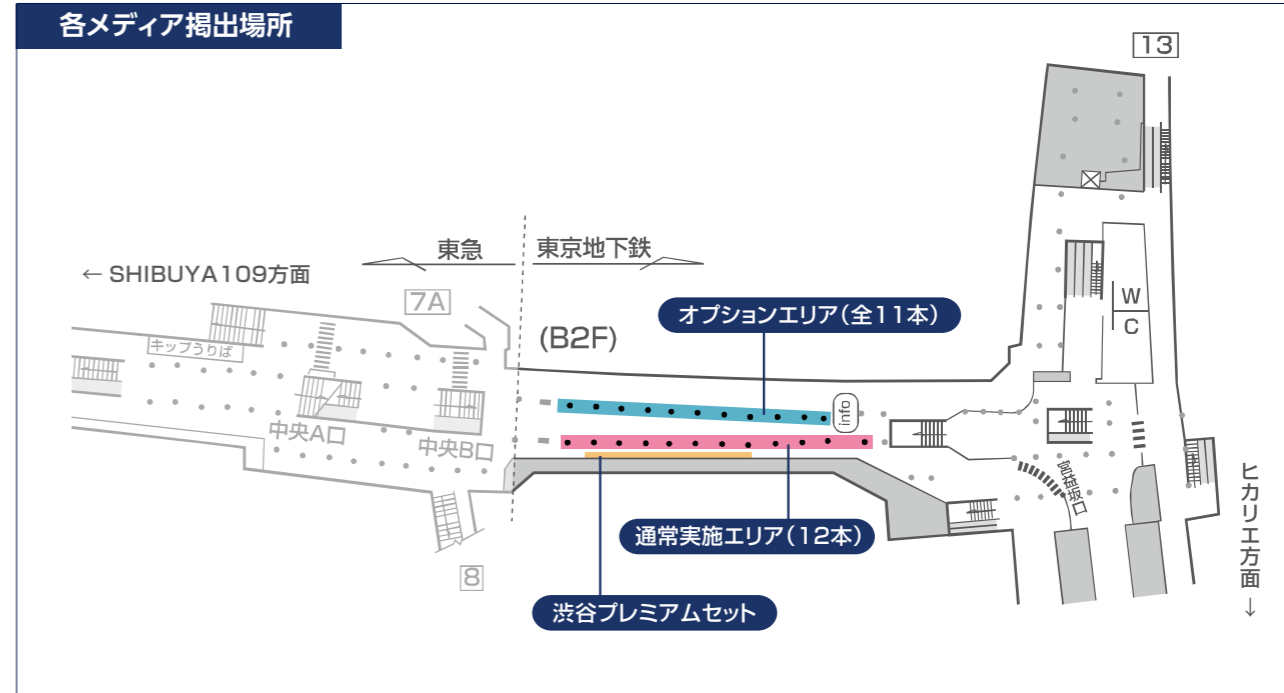 各メディア掲出場所
13
東急
東京地下鉄
← SHIBUYA109方面
7A
オプションエリア(全11本)
W
C
(B2F)
キップうりば
info
中央A口
中央B口
宮益坂口
ヒカリエ方面 →
通常実施エリア(12本)
8
渋谷プレミアムセット